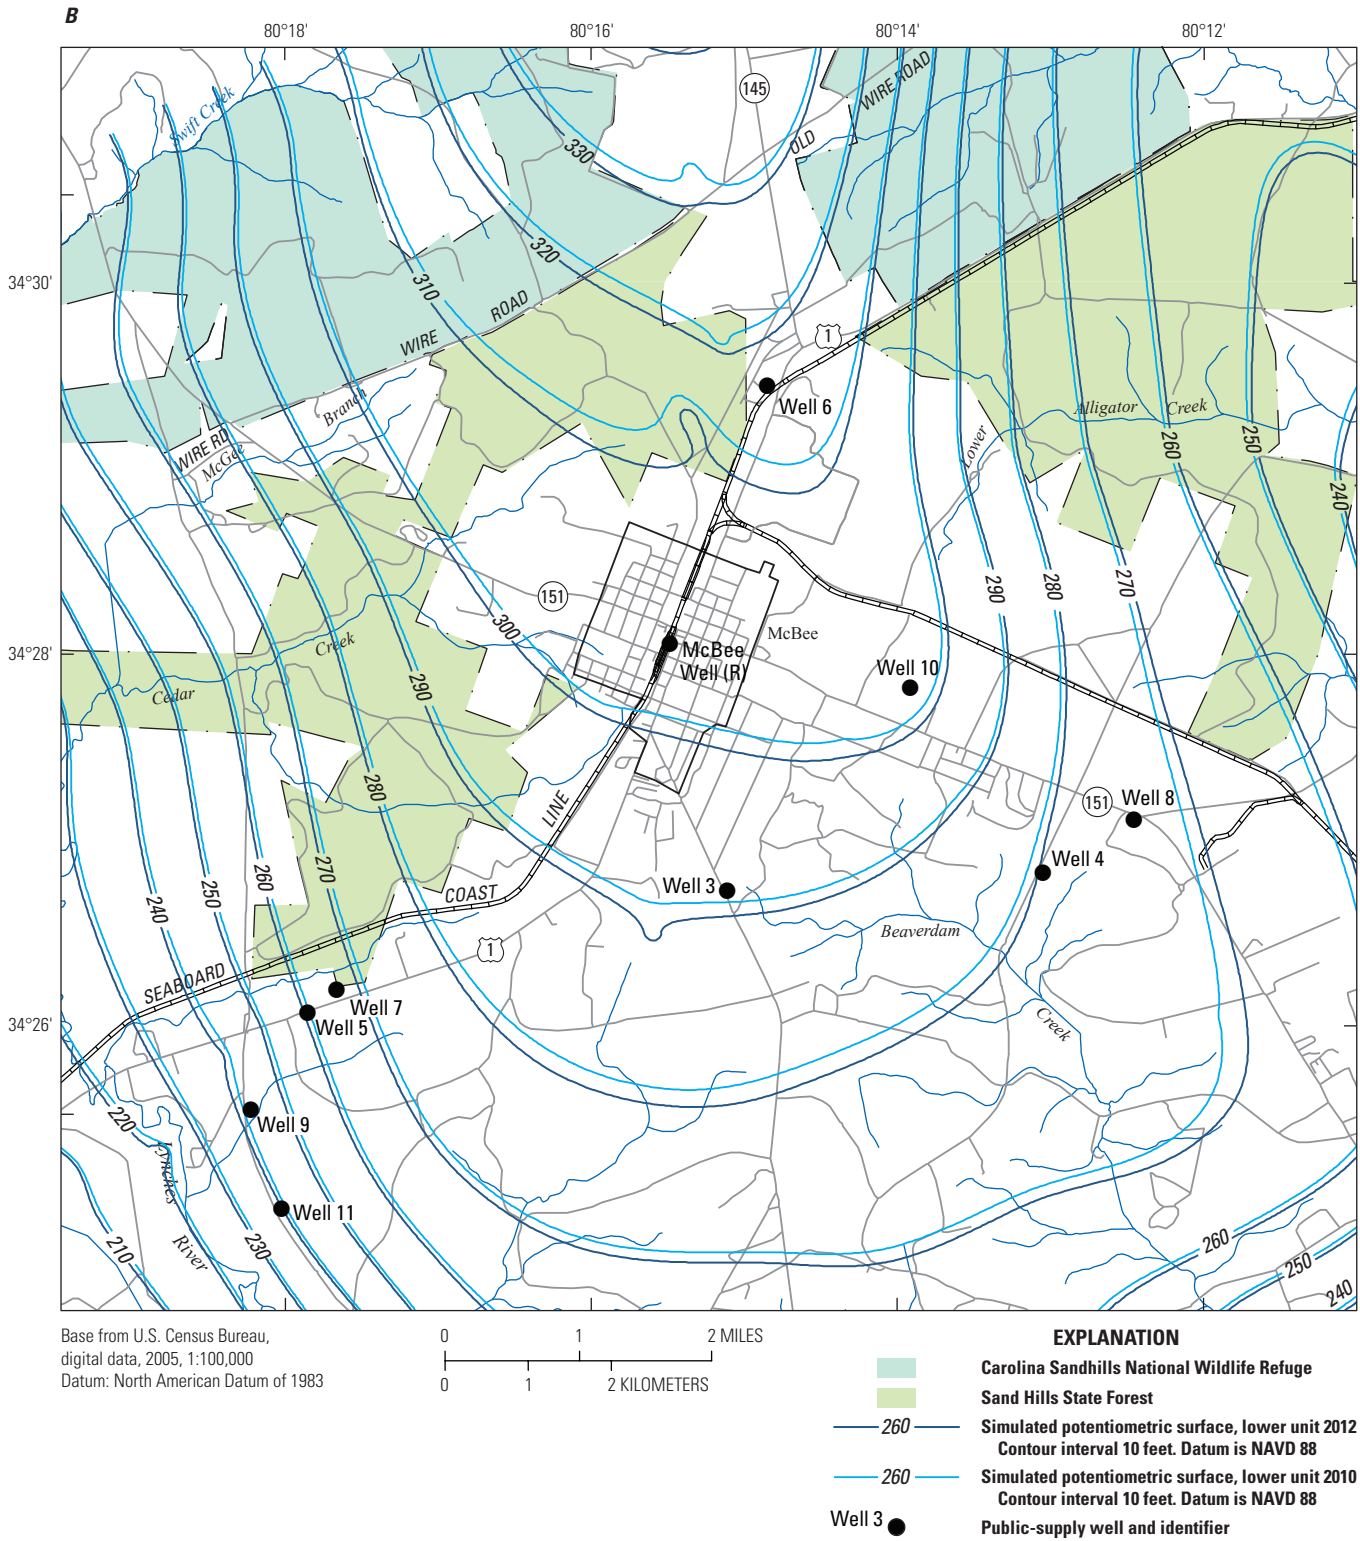 B
80°18'
80°16'
80°14'
80°12'
145
WIRE ROAD
OLD
Swift Creek
330
320
34°30'
310
ROAD
WIRE
1
Well 6
Branch
Alligator
Creek
WIRE RD
McGee
Lower
260
250
240
151
300
290
280
270
McBee
McBee
Well (R)
34°28'
Creek
Cedar
Well 10
290
280
LINE
151
Well 8
Well 4
Well 3
270
260
250
240
COAST
Beaverdam
1
SEABOARD
Well 7
Well 5
34°26'
Creek
220
Well 9
Lynches
Well 11
River
230
210
260
250
240
Base from U.S. Census Bureau,
digital data, 2005, 1:100,000
Datum: North American Datum of 1983
0 1 2 MILES
0 1 2 KILOMETERS
EXPLANATION
Carolina Sandhills National Wildlife Refuge
Sand Hills State Forest
260 Simulated potentiometric surface, lower unit 2012
Contour interval 10 feet. Datum is NAVD 88
260 Simulated potentiometric surface, lower unit 2010
Contour interval 10 feet. Datum is NAVD 88
Well 3 Public-supply well and identifier